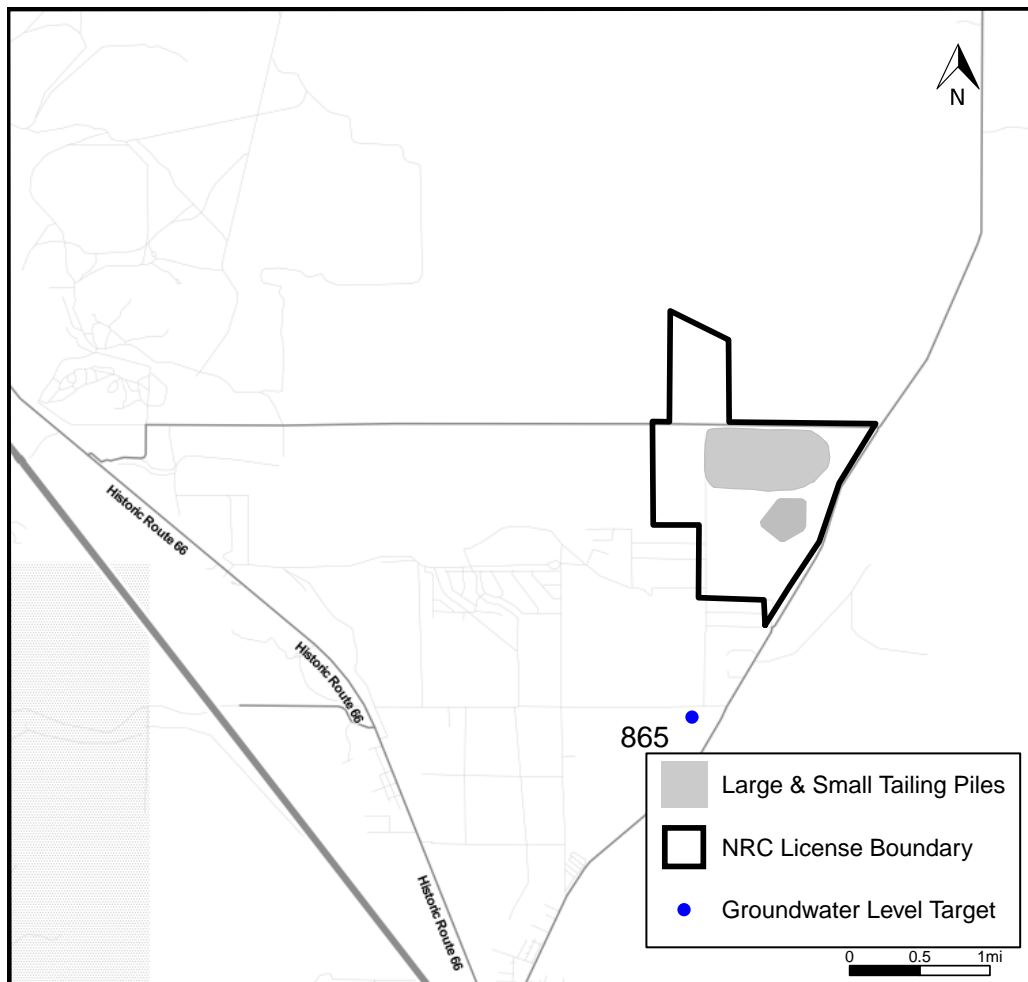 N
Historic Route 66
Historic Route 66
865
Large & Small Tailing Piles
NRC License Boundary
Historic Route 66
Groundwater Level Target
0 0.5 1mi